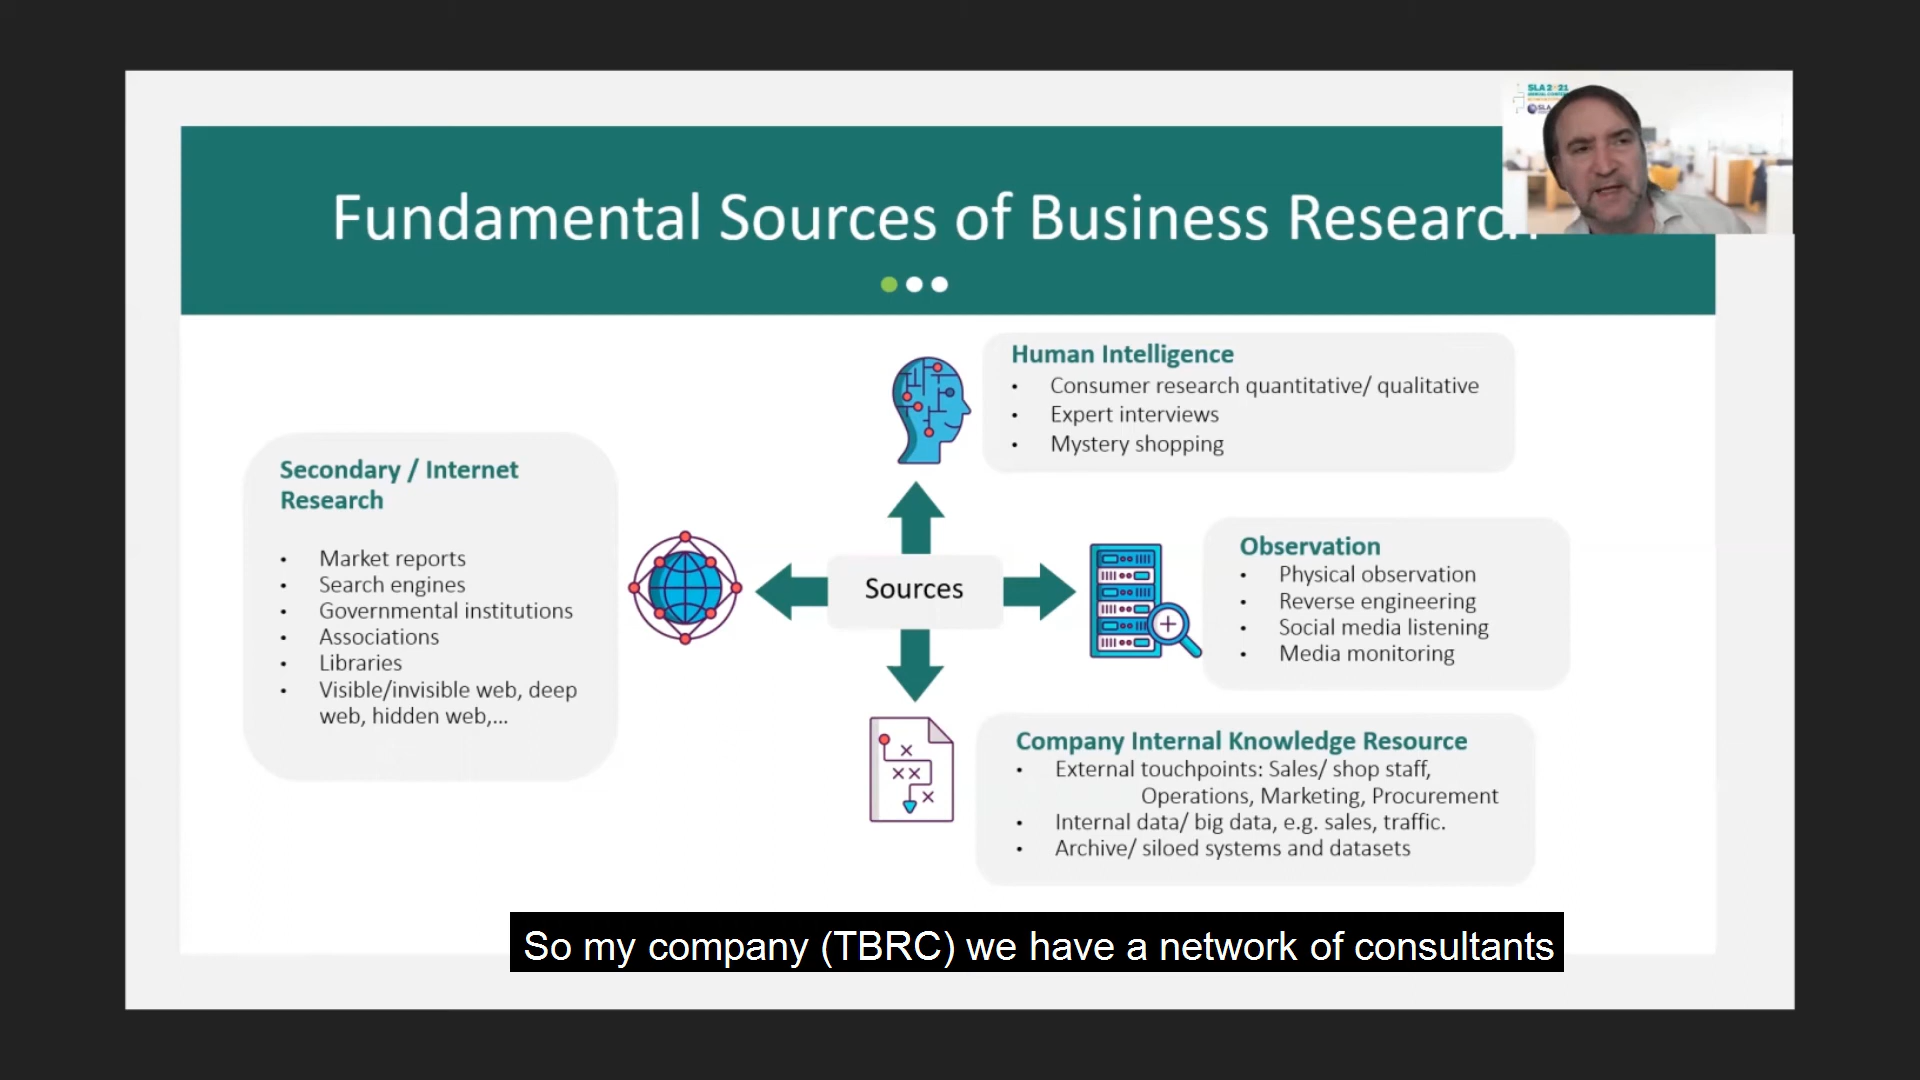 SLA 2021
SLA
Fundamental Sources of Business Research
Human Intelligence
• Consumer research quantitative/ qualitative
• Expert interviews
• Mystery shopping
Secondary / Internet
Research
• Market reports
• Search engines
• Governmental institutions
• Associations
• Libraries
• Visible/invisible web, deep
web, hidden web,...
Sources
Observation
• Physical observation
• Reverse engineering
• Social media listening
• Media monitoring
Company Internal Knowledge Resource
• External touchpoints: Sales/ shop staff,
Operations, Marketing, Procurement
• Internal data/ big data, e.g. sales, traffic.
• Archive/ siloed systems and datasets
So my company (TBRC) we have a network of consultants